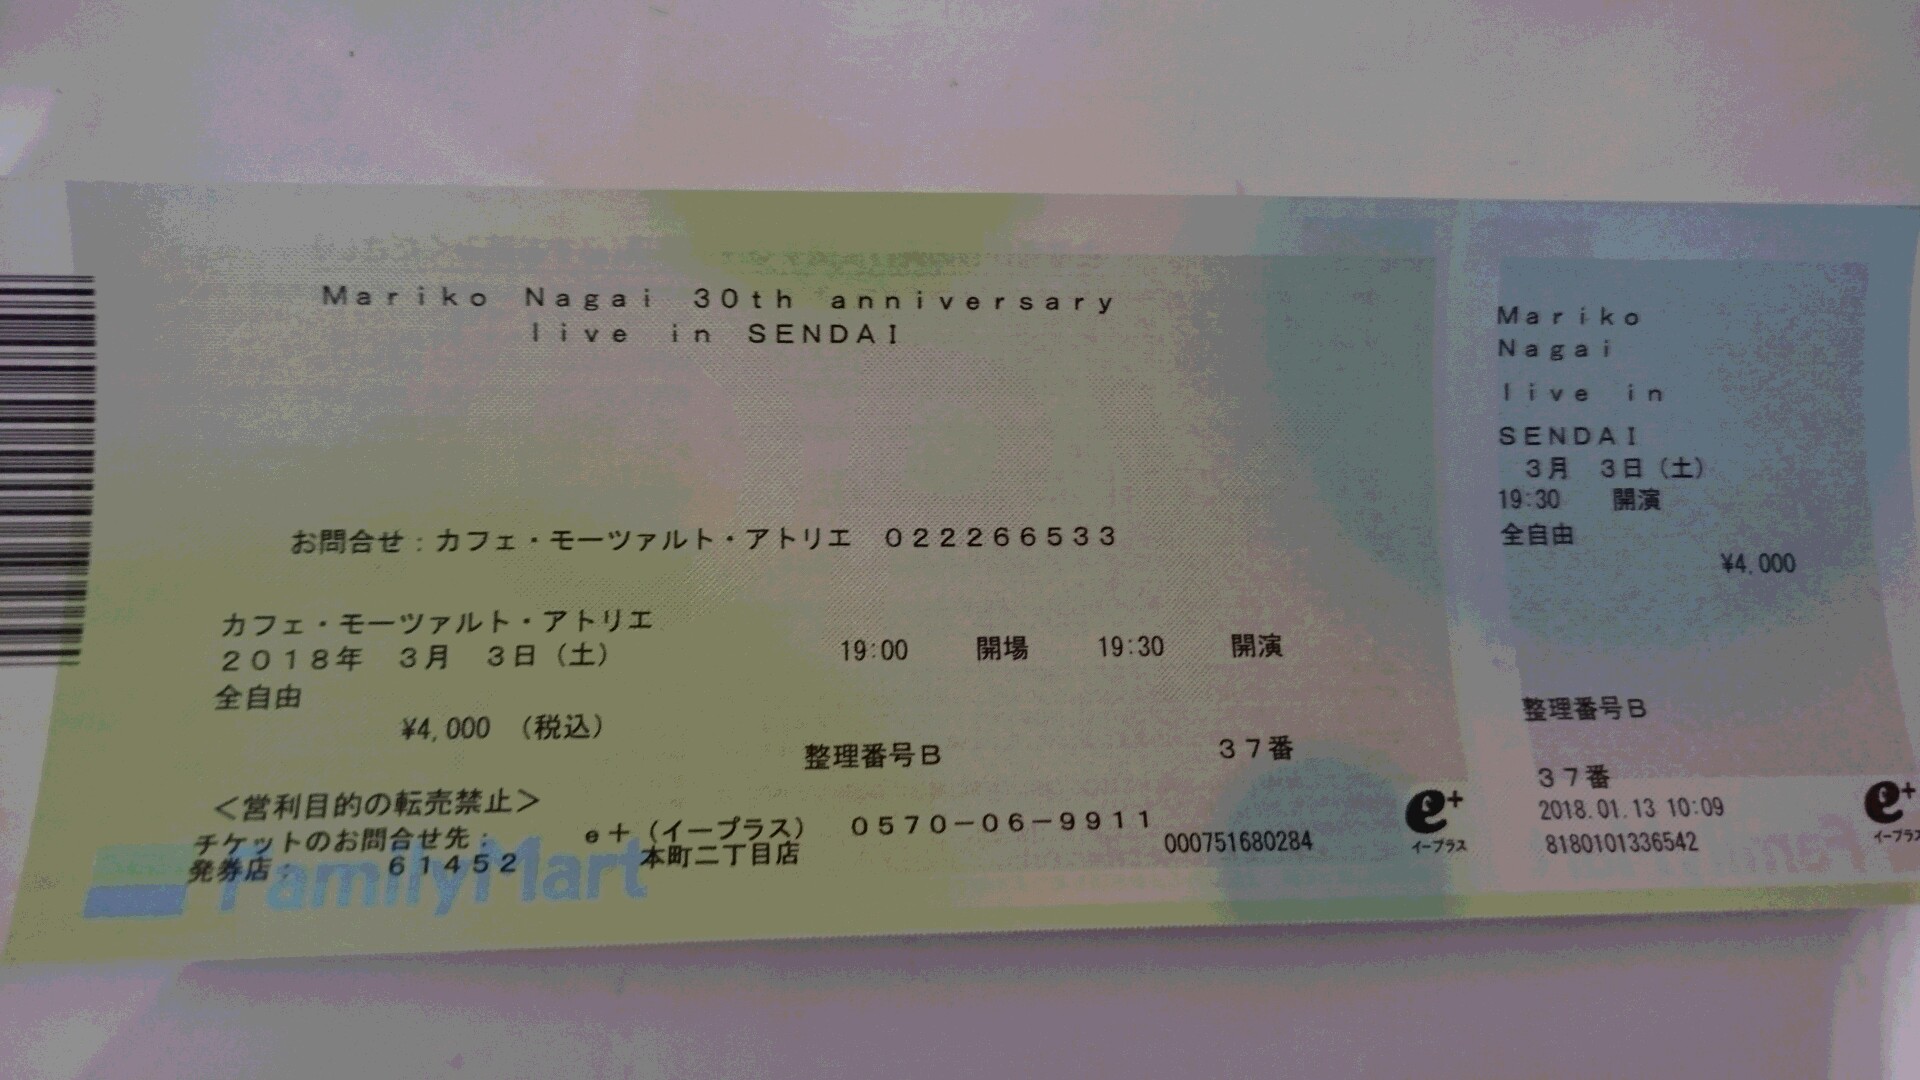 Mariko Nagai 30th anniversary
live in SENDAI
お問合せ：カフェ・モーツァルト・アトリエ 022266533
カフェ・モーツァルト・アトリエ
2018年 3月 3日（土）
19:00 開場 19:30 開演
全自由
¥4,000 （税込）
整理番号B 37番
＜営利目的の転売禁止＞
チケットのお問合せ先： e＋（イープラス） 0570－06－9911
発券店： 61452 本町二丁目店
000751680284
e+
イープラス
FamilyMart
Mariko
Nagai
live in
SENDAI
3月 3日（土）
19:30 開演
全自由
¥4,000
整理番号B
37番
2018.01.13 10:09
8180101336542
e+
イープラス